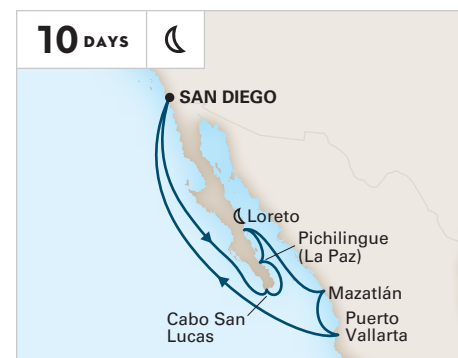 10 DAYS
SAN DIEGO
Loreto
Pichilingue
(La Paz)
Mazatlán
Puerto
Vallarta
Cabo San
Lucas